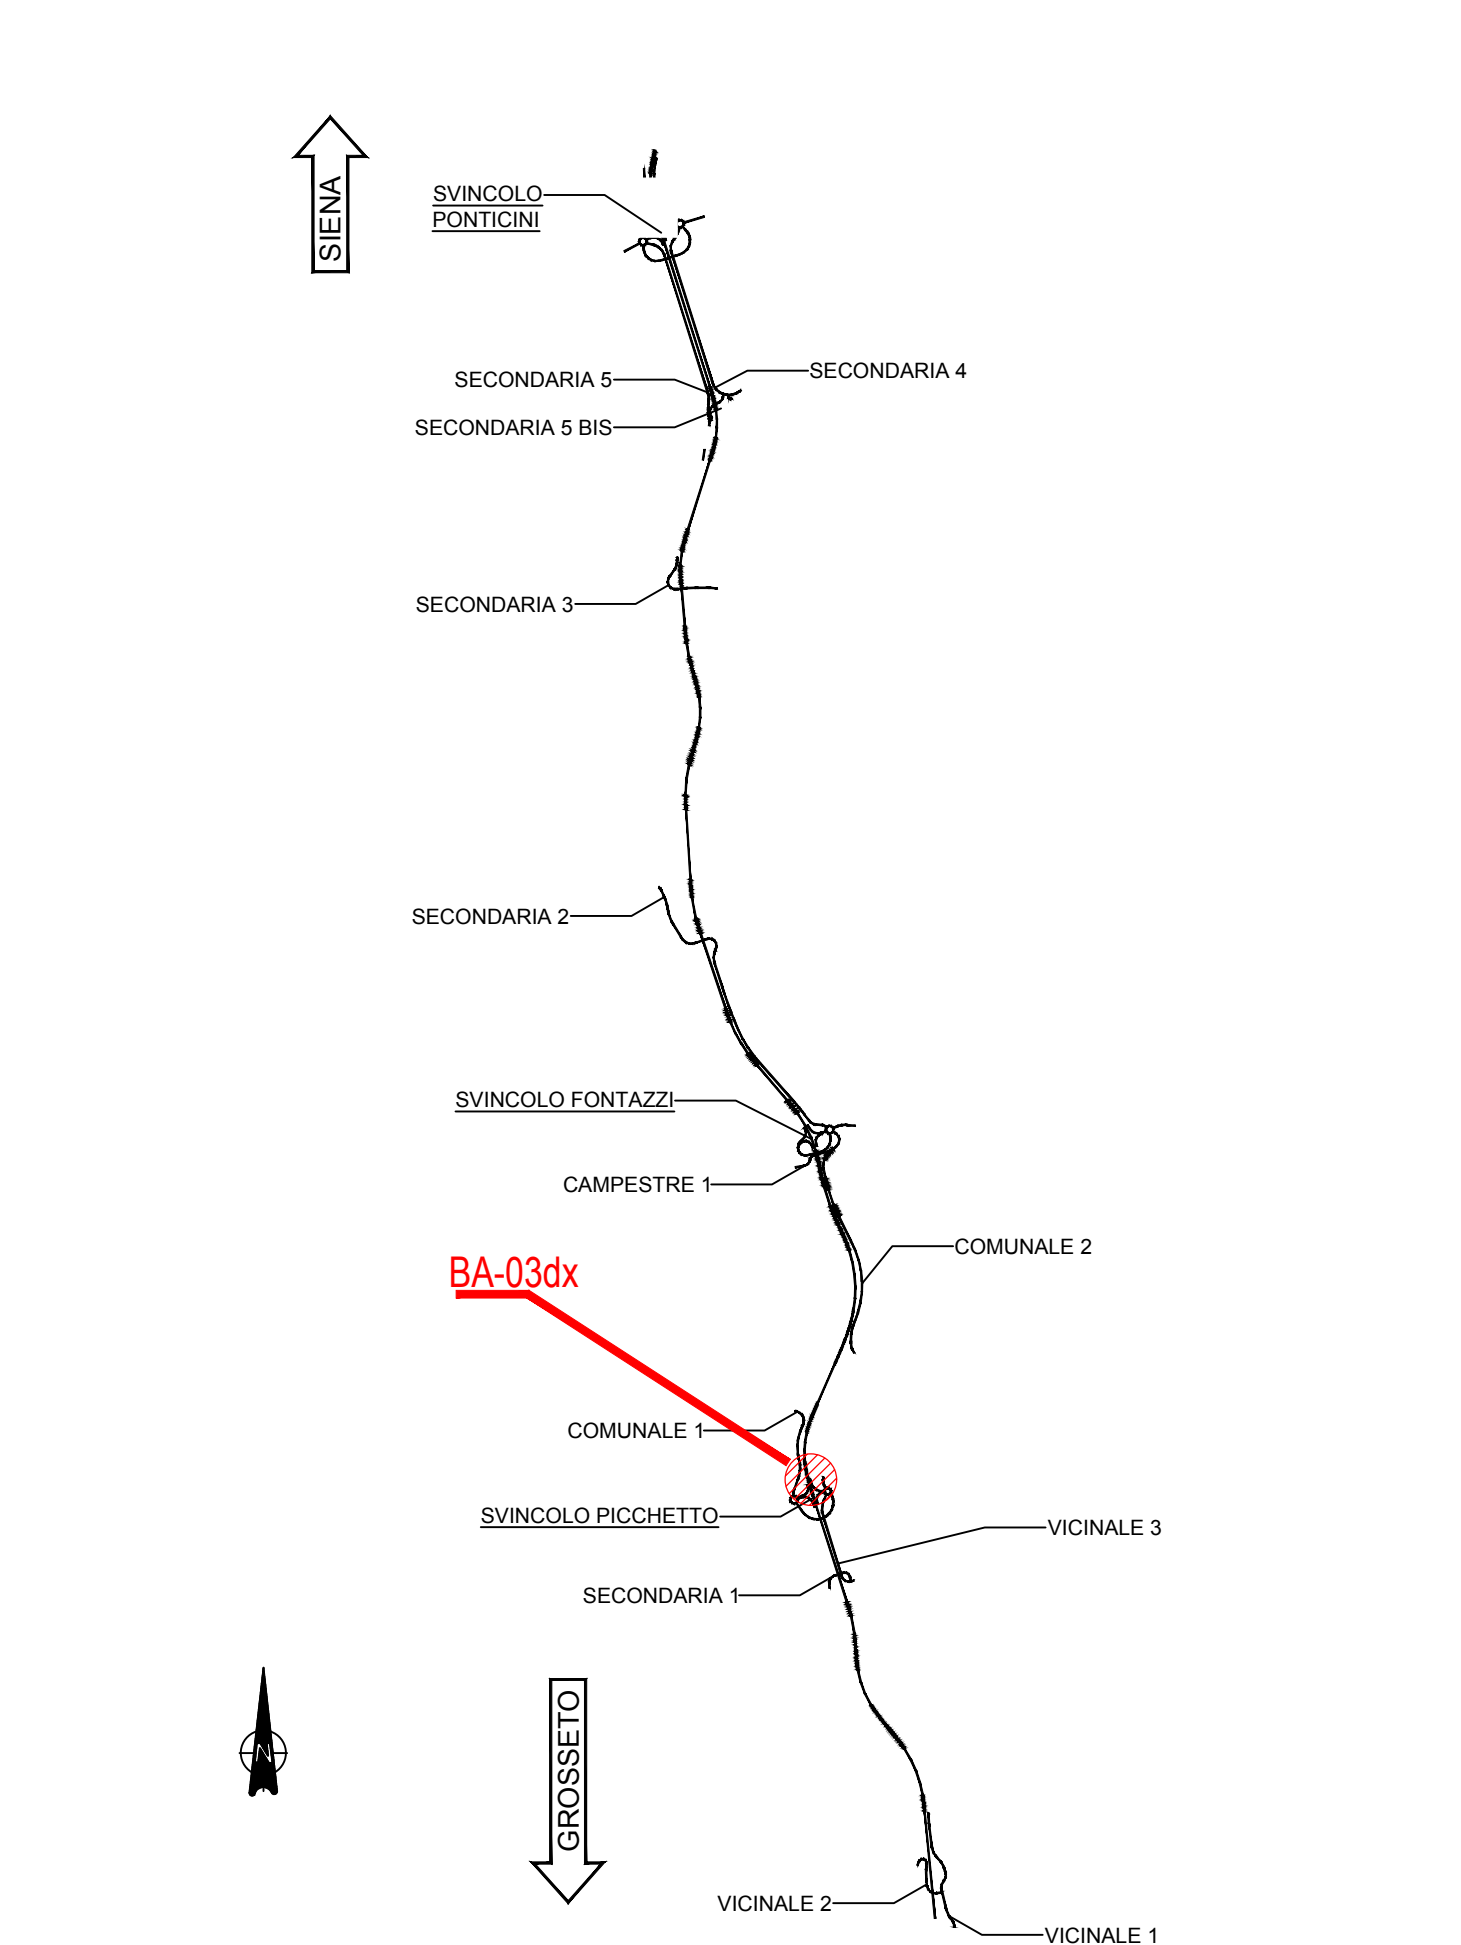 SIENA
SVINCOLO
PONTICINI
SECONDARIA 4
SECONDARIA 5
SECONDARIA 5 BIS
SECONDARIA 3
SECONDARIA 2
SVINCOLO FONTAZZI
CAMPESTRE 1
COMUNALE 2
BA-03dx
COMUNALE 1
SVINCOLO PICCHETTO
VICINALE 3
SECONDARIA 1
GROSSETO
N
VICINALE 2
VICINALE 1